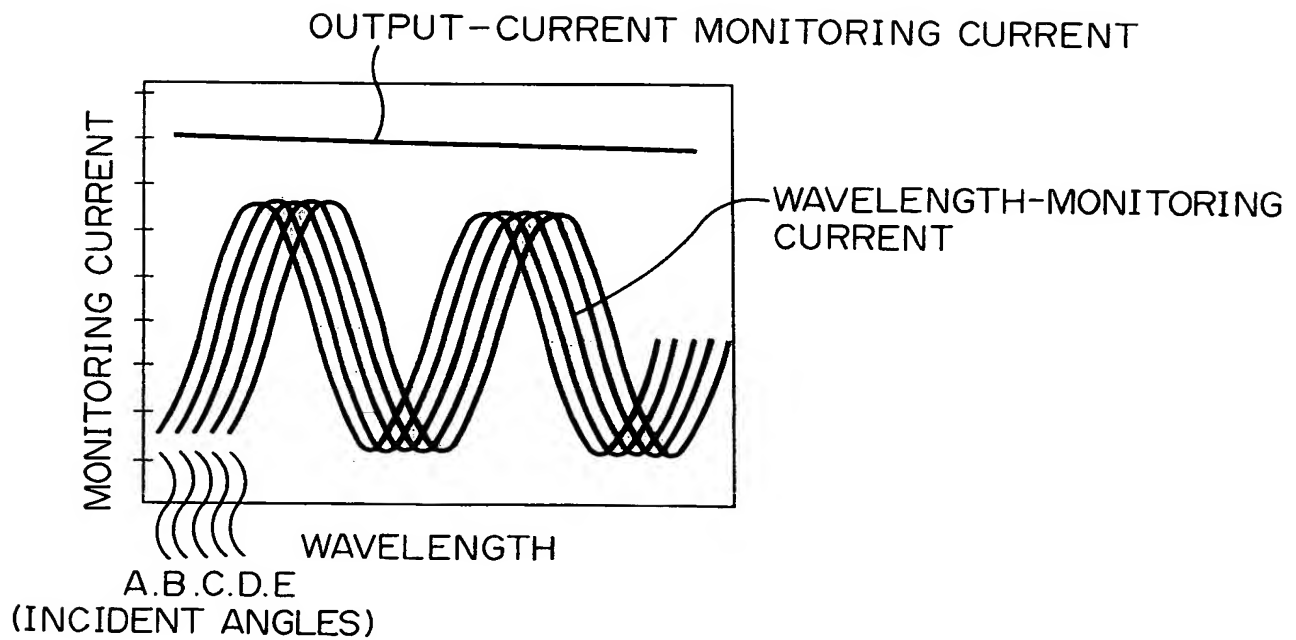 OUTPUT-CURRENT MONITORING CURRENT
MONITORING CURRENT
WAVELENGTH-MONITORING
CURRENT
WAVELENGTH
A.B.C.D.E
(INCIDENT ANGLES)